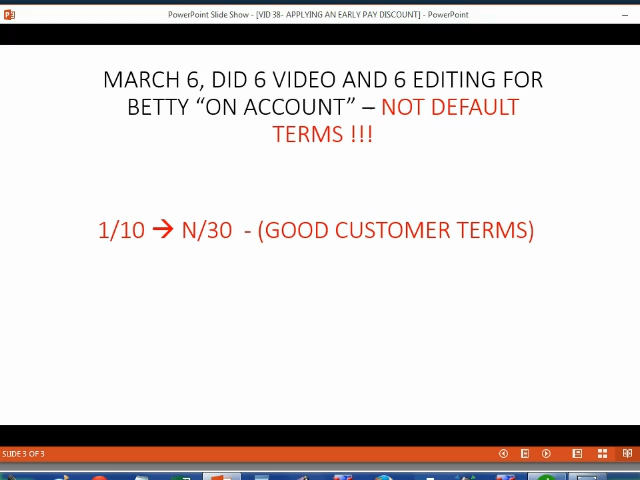 PowerPoint Slide Show - [VID 38- APPLYING AN EARLY PAY DISCOUNT] - PowerPoint
MARCH 6, DID 6 VIDEO AND 6 EDITING FOR
BETTY “ON ACCOUNT” – NOT DEFAULT
TERMS !!!
1/10 → N/30 - (GOOD CUSTOMER TERMS)
SLIDE 3 OF 3